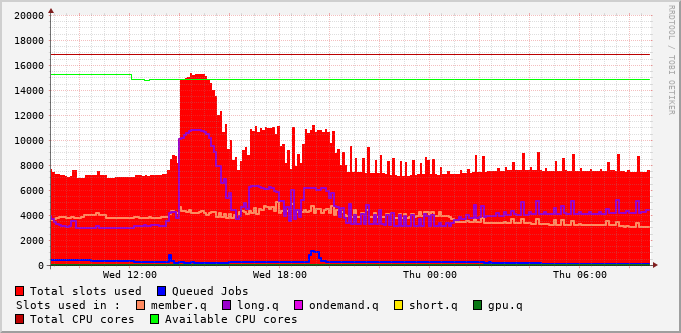 20000
18000
16000
14000
12000
10000
8000
6000
4000
2000
0
Wed 12:00 Wed 18:00 Thu 00:00 Thu 06:00
RRDTOOL / TOBI OETIKER
Total slots used Queued Jobs
Slots used in : member.q long.q ondemand.q short.q gpu.q
Total CPU cores Available CPU cores